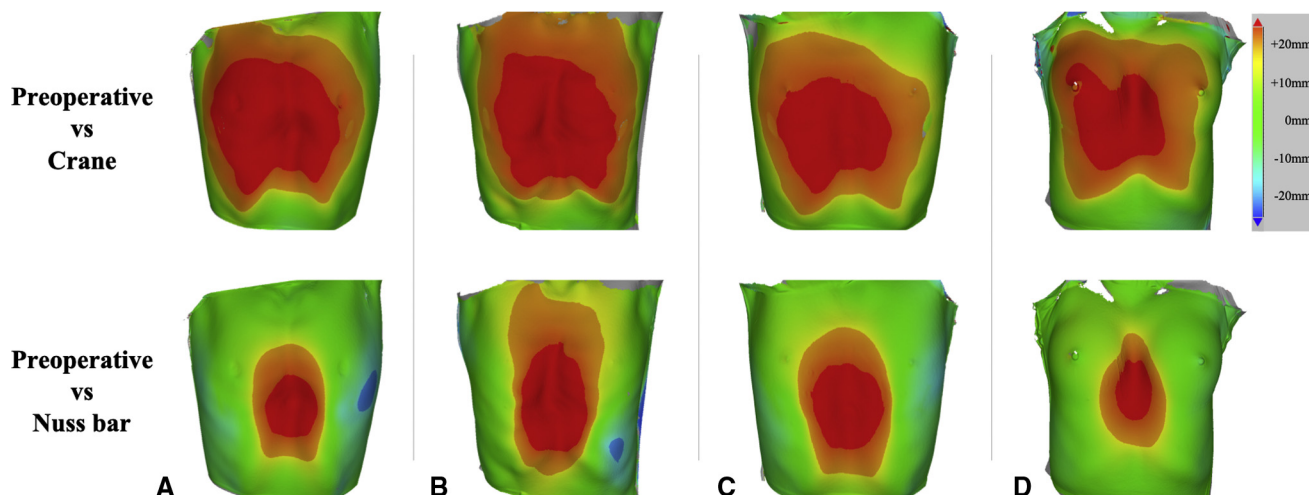 Preoperative
vs
Crane
+20mm
+10mm
0mm
-10mm
-20mm
Preoperative
vs
Nuss bar
A
B
C
D